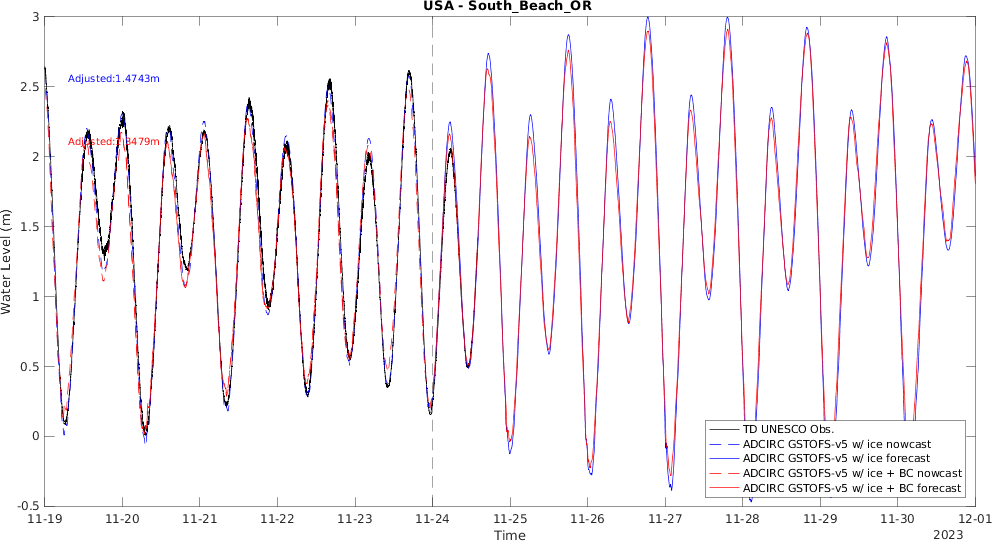 USA - South_Beach_OR
Adjusted:1.4743m
3479m
Water Level (m)
3
2.5
2
1.5
1
0.5
0
-0.5
11-19
11-20
11-21
11-22
11-23
11-24
11-25
11-26
11-27
11-28
11-29
11-30
12-01
Time
2023
TD UNESCO Obs.
ADCIRC GSTOFS-v5 w/ ice nowcast
ADCIRC GSTOFS-v5 w/ ice forecast
ADCIRC GSTOFS-v5 w/ ice + BC nowcast
ADCIRC GSTOFS-v5 w/ ice + BC forecast